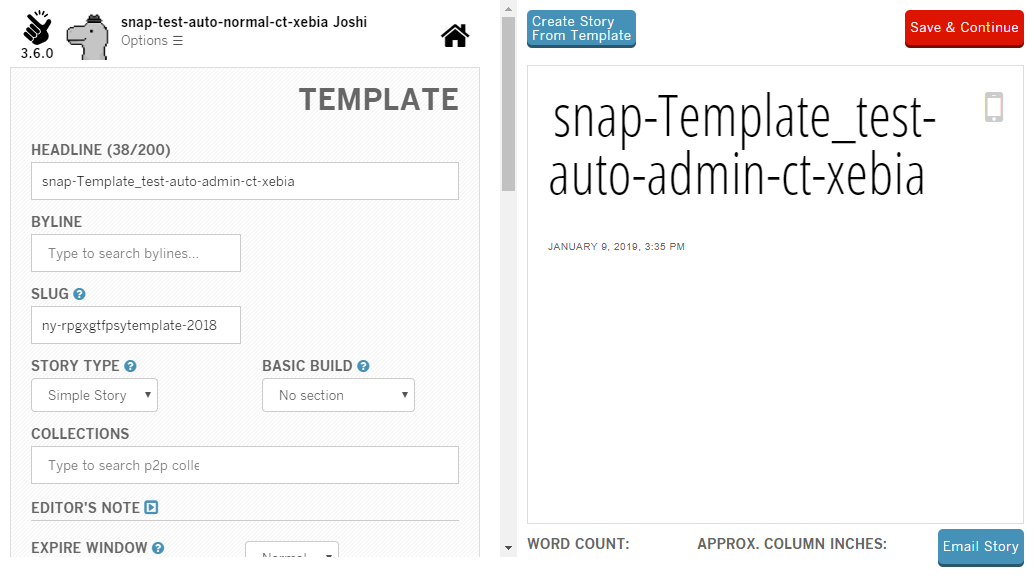 3.6.0
snap-test-auto-normal-ct-xebia Joshi
Options ☰
TEMPLATE
HEADLINE (38/200)
snap-Template_test-auto-admin-ct-xebia
BYLINE
Type to search bylines...
SLUG
ny-rpgxgtfpsytemplate-2018
STORY TYPE
BASIC BUILD
Simple Story
No section
COLLECTIONS
Type to search p2p colle
EDITOR'S NOTE
EXPIRE WINDOW
Normal
Create Story
From Template
Save & Continue
snap-Template_test-
auto-admin-ct-xebia
JANUARY 9, 2019, 3:35 PM
WORD COUNT:
APPROX. COLUMN INCHES:
Email Story